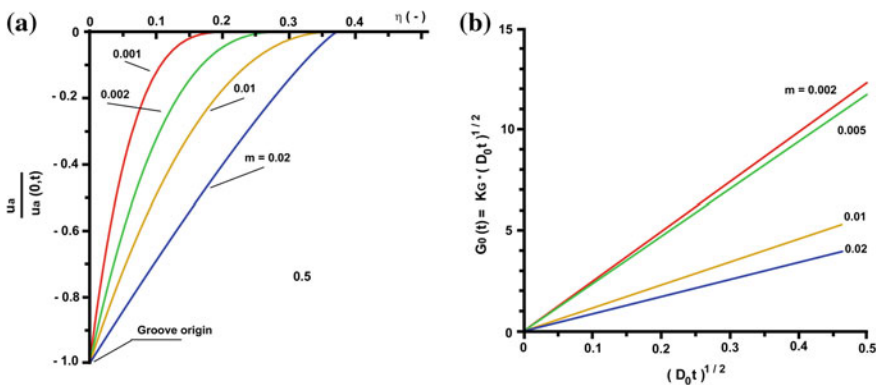 (a)
0 0.1 0.2 0.3 0.4 η ( - )
0
- 0.2
- 0.4
- 0.6
- 0.8
- 1.0
ua
ua (0,t)
0.001
0.002
0.01
m = 0.02
0.5
Groove origin
(b)
15
10
5
0
G0 (t) = KG • (D0 t )1 / 2
m = 0.002
0.005
0.01
0.02
0 0.1 0.2 0.3 0.4 0.5
( D0 t )1 / 2